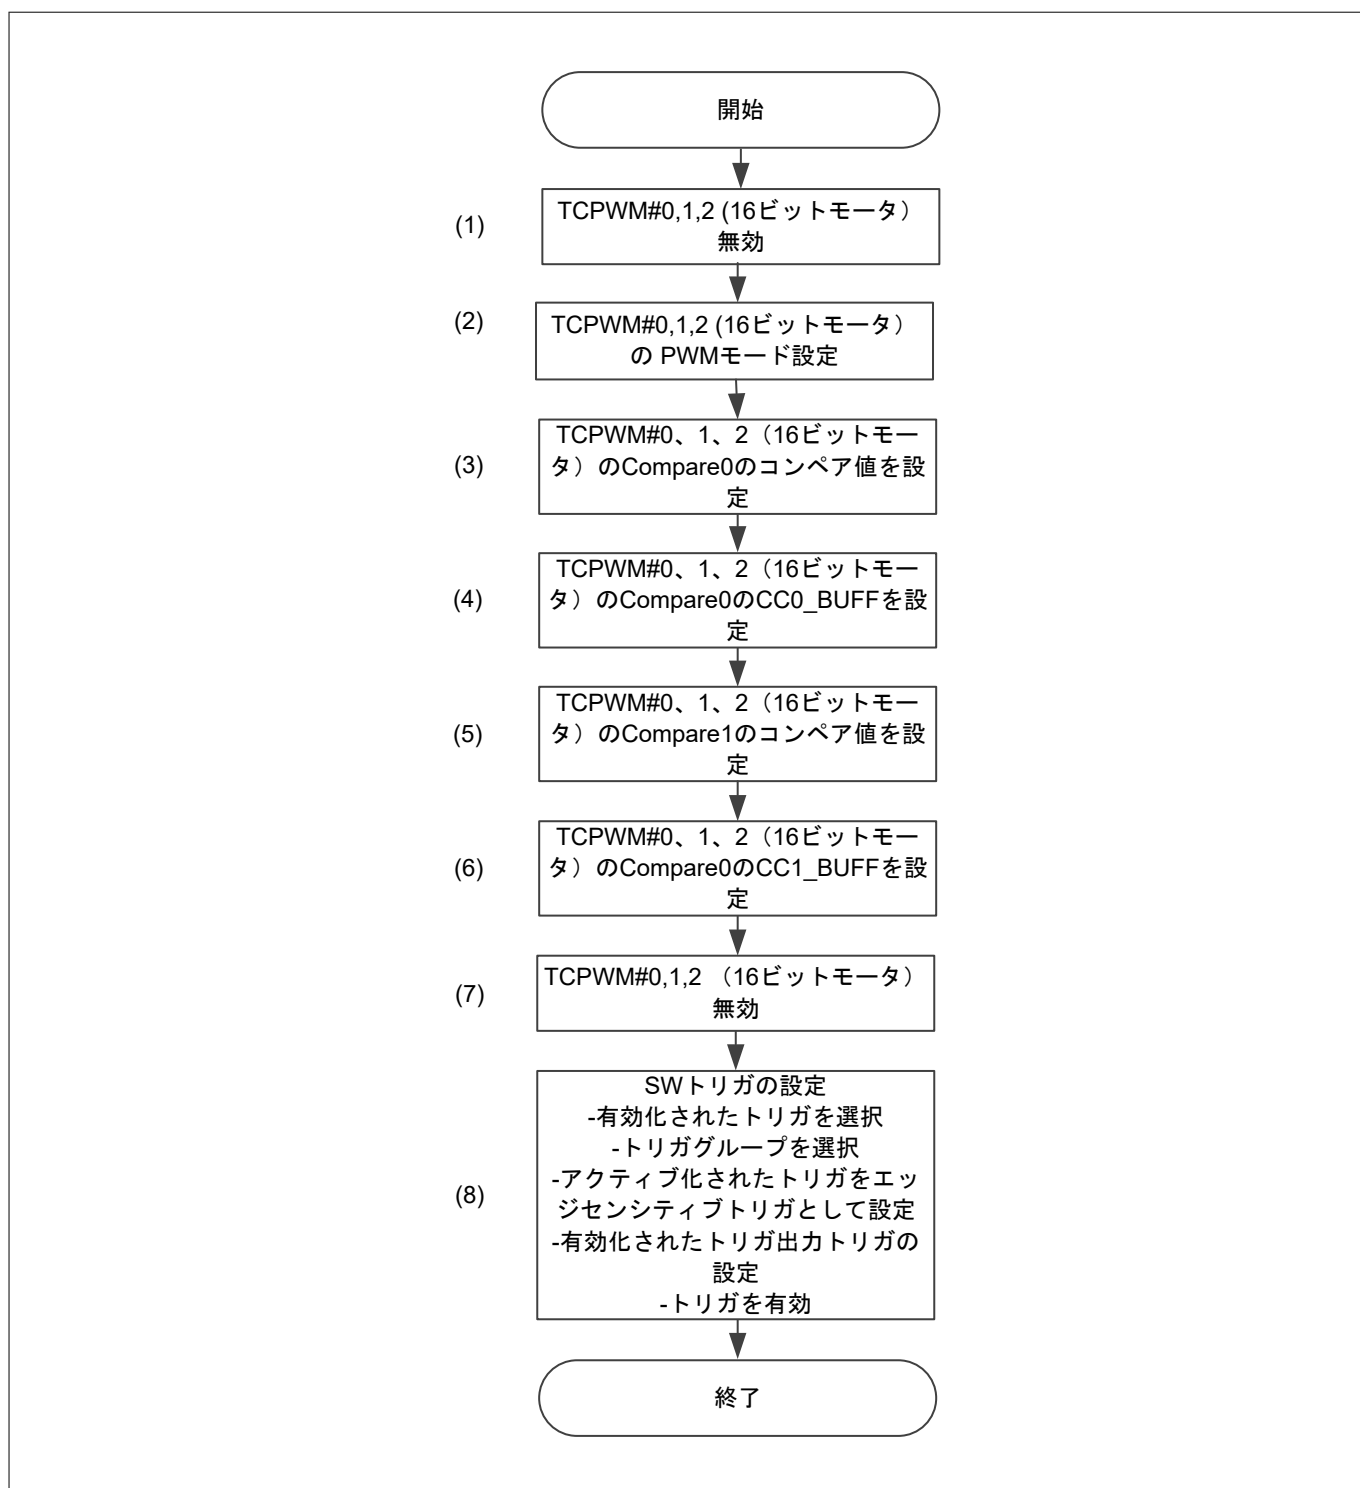 開始
(1)
TCPWM#0,1,2 (16ビットモータ）
無効
(2)
TCPWM#0,1,2 (16ビットモータ）
の PWMモード設定
(3)
TCPWM#0、1、2（16ビットモー
タ）のCompare0のコンペア値を設
定
(4)
TCPWM#0、1、2（16ビットモー
タ）のCompare0のCC0_BUFFを設
定
(5)
TCPWM#0、1、2（16ビットモー
タ）のCompare1のコンペア値を設
定
(6)
TCPWM#0、1、2（16ビットモー
タ）のCompare0のCC1_BUFFを設
定
(7)
TCPWM#0,1,2 （16ビットモータ）
無効
(8)
SWトリガの設定
-有効化されたトリガを選択
-トリガグループを選択
-アクティブ化されたトリガをエッ
ジセンシティブトリガとして設定
-有効化されたトリガ出力トリガの
設定
-トリガを有効
終了